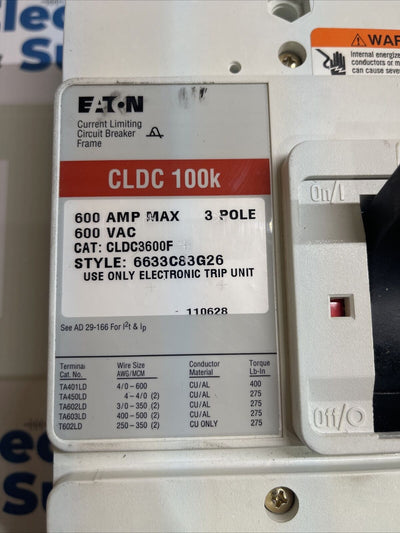 EATON
Current Limiting
Circuit Breaker
Frame
CLDC 100k
600 AMP MAX 3 POLE
600 VAC
CAT: CLDC3600F
STYLE: 6633C83G26
USE ONLY ELECTRONIC TRIP UNIT
110628
See AD 29-166 For I²t & Ip
Terminal Wire Size Conductor Torque
Cat. No. AWG/MCM Material Lb-In
TA401LD 4/0-600 CU/AL 400
TA450LD 4-4/0 (2) CU/AL 275
TA602LD 3/0-350 (2) CU/AL 275
TA603LD 400-500 (2) CU/AL 275
T602LD 250-350 (2) CU ONLY 275
WAR
Internal energize
conductors or m
can cause seve
On/I
Off/O
Elec
Su